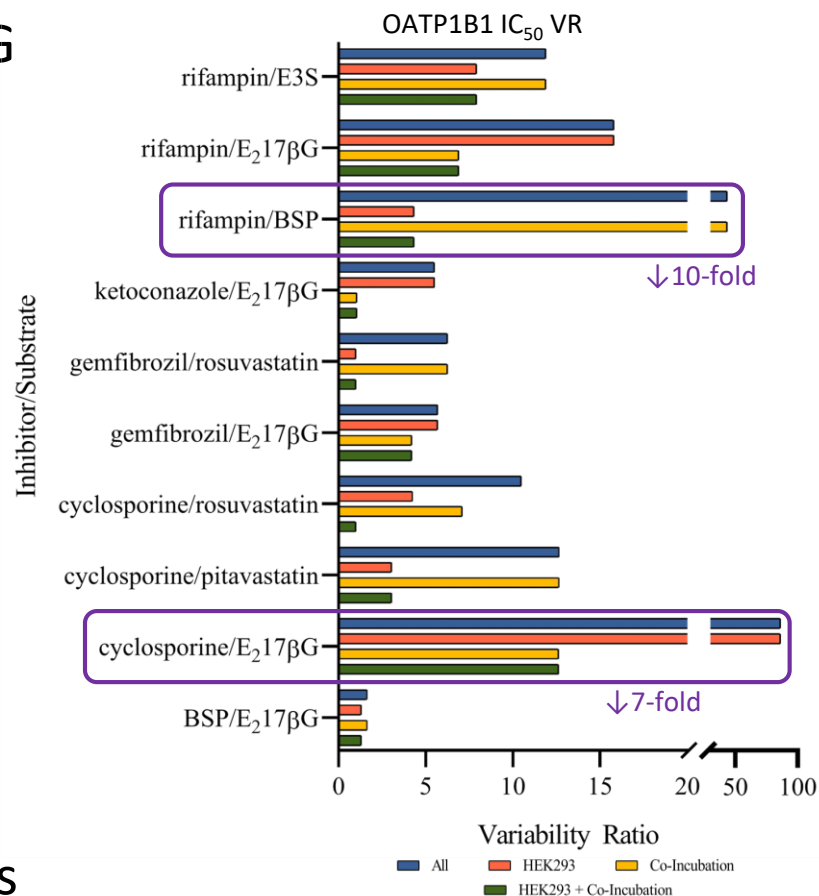 G
OATP1B1 IC50 VR
rifampin/E3S
rifampin/E217βG
rifampin/BSP
↓10-fold
ketoconazole/E217βG
gemfibrozil/rosuvastatin
gemfibrozil/E217βG
cyclosporine/rosuvastatin
cyclosporine/pitavastatin
cyclosporine/E217βG
↓7-fold
BSP/E217βG
Inhibitor/Substrate
0 5 10 15 20 50 100
Variability Ratio
All HEK293 Co-Incubation
HEK293 + Co-Incubation
s